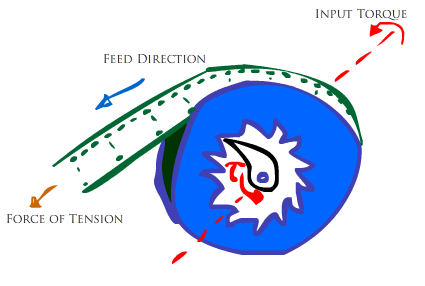 Input Torque
Feed Direction
τ
Force of Tension